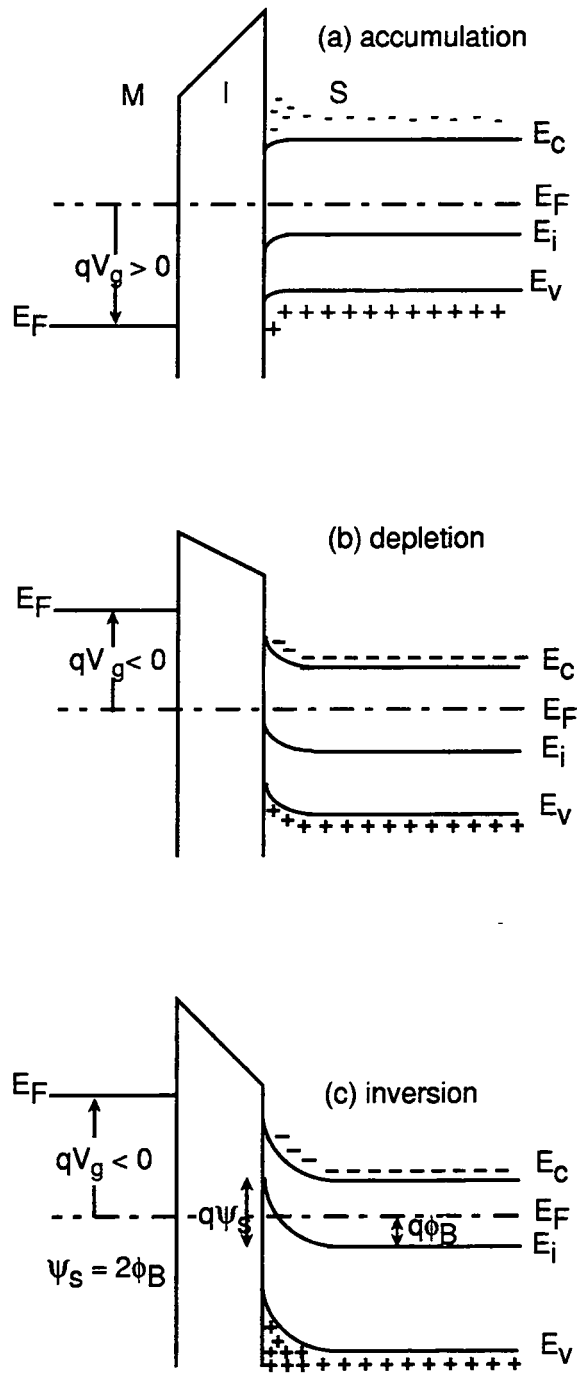 (a) accumulation
M I S
E_C
E_F
E_i
qV_g > 0
E_V
E_F
(b) depletion
E_F
qV_g < 0
E_C
E_F
E_i
E_V
(c) inversion
E_F
qV_g < 0
E_C
qψ_s
E_F
qϕ_B
E_i
ψ_s = 2ϕ_B
E_V